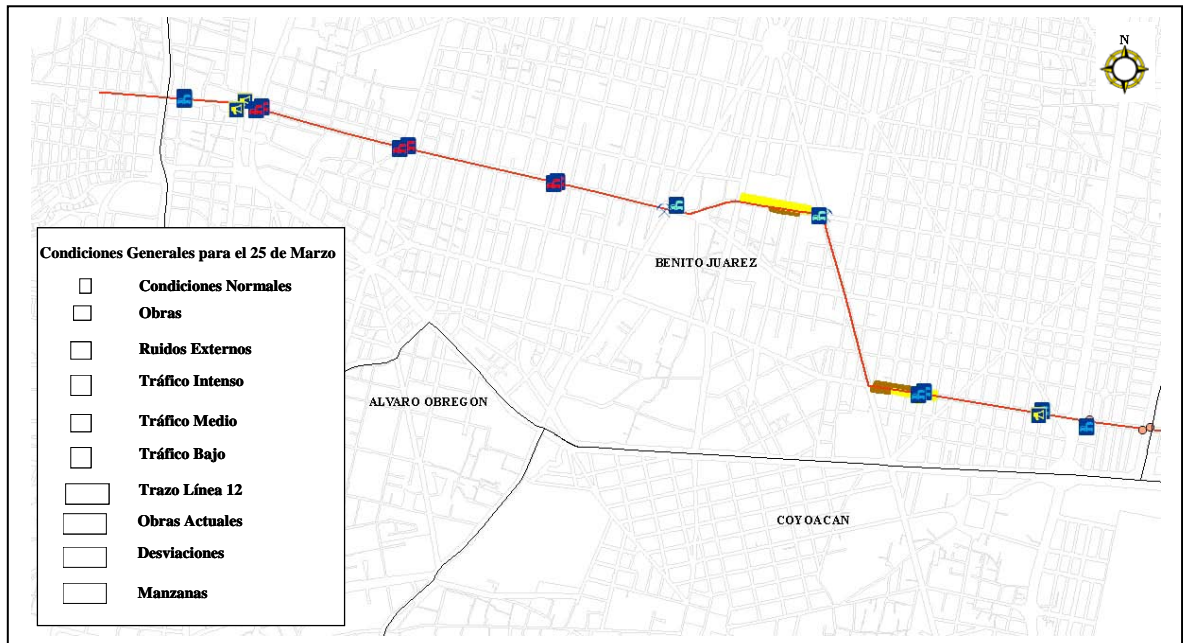 N
BENITO JUAREZ
ALVARO OBREGON
COYOACAN
Condiciones Generales para el 25 de Marzo
Condiciones Normales
Obras
Ruidos Externos
Tráfico Intenso
Tráfico Medio
Tráfico Bajo
Trazo Línea 12
Obras Actuales
Desviaciones
Manzanas